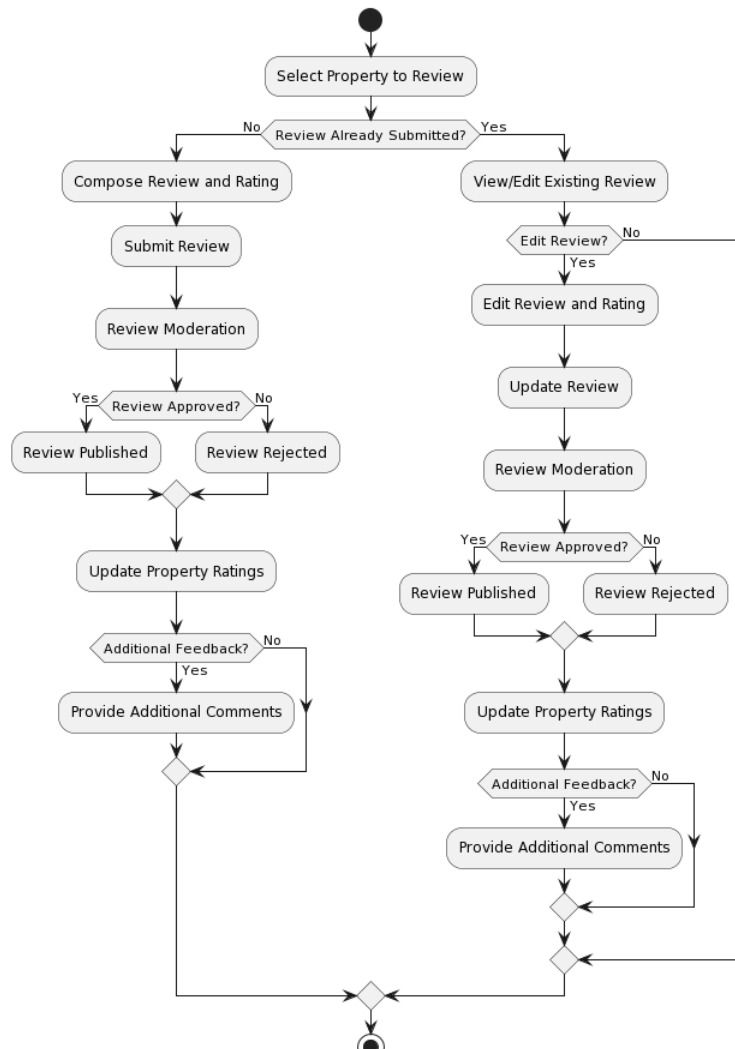 Select Property to Review
No
Review Already Submitted?
Yes
Compose Review and Rating
View/Edit Existing Review
Submit Review
Edit Review?
No
Yes
Review Moderation
Edit Review and Rating
Yes
Review Approved?
No
Update Review
Review Published
Review Rejected
Review Moderation
Yes
Review Approved?
No
Update Property Ratings
Review Published
Review Rejected
Additional Feedback?
No
Yes
Provide Additional Comments
Update Property Ratings
Additional Feedback?
No
Yes
Provide Additional Comments